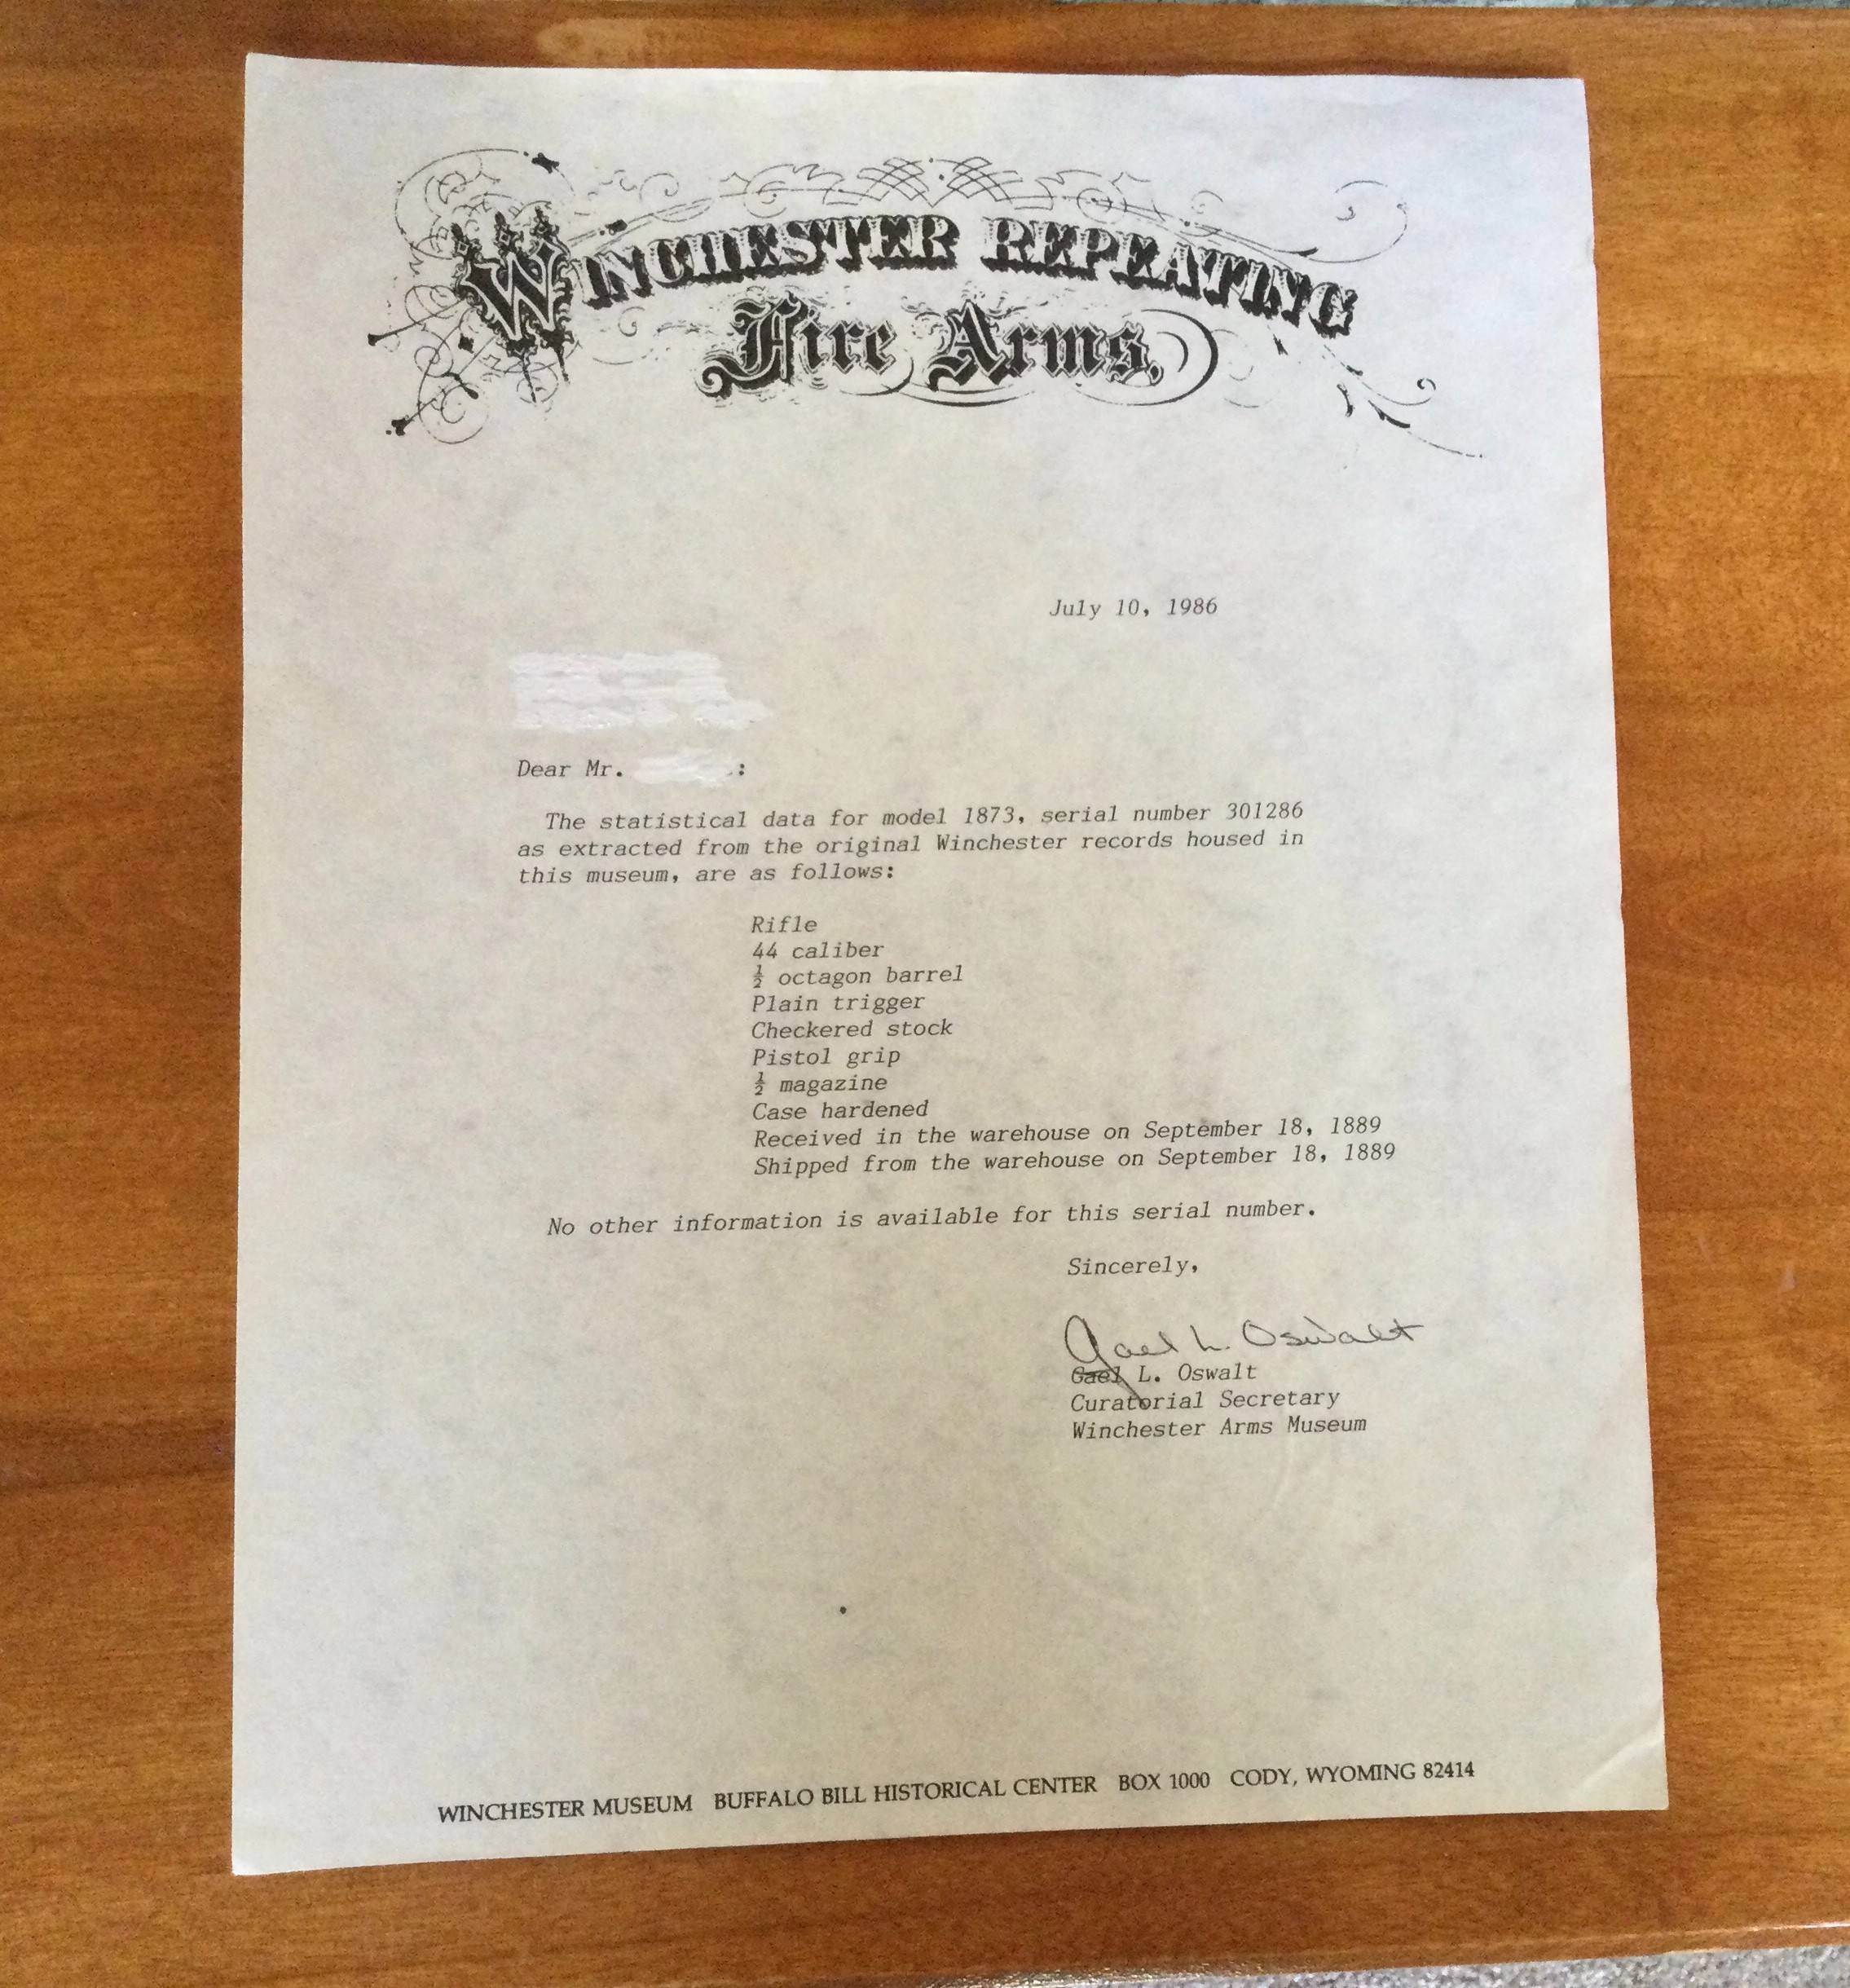 WINCHESTER REPEATING
Fire Arms,
July 10, 1986
Dear Mr. :
The statistical data for model 1873, serial number 301286
as extracted from the original Winchester records housed in
this museum, are as follows:
Rifle
44 caliber
½ octagon barrel
Plain trigger
Checkered stock
Pistol grip
½ magazine
Case hardened
Received in the warehouse on September 18, 1889
Shipped from the warehouse on September 18, 1889
No other information is available for this serial number.
Sincerely,
Gael L. Oswalt
Gael L. Oswalt
Curatorial Secretary
Winchester Arms Museum
WINCHESTER MUSEUM BUFFALO BILL HISTORICAL CENTER BOX 1000 CODY, WYOMING 82414